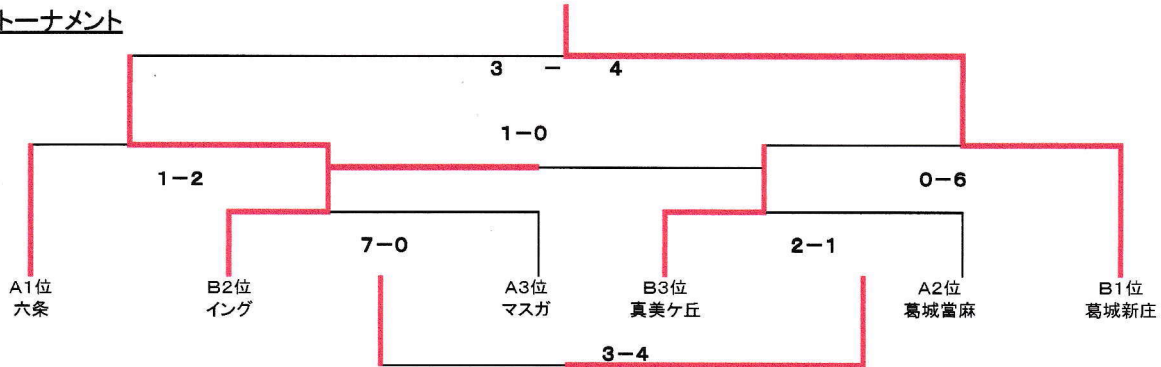 トーナメント
3 － 4
1－0
1－2
0－6
7－0
2－1
A1位
六条
B2位
イング
A3位
マスガ
B3位
真美ケ丘
A2位
葛城當麻
B1位
葛城新庄
3－4